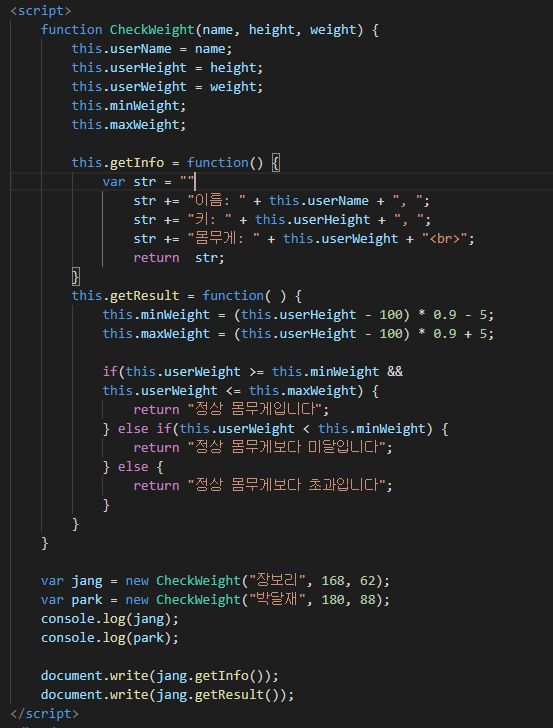 <script>
function CheckWeight(name, height, weight) {
this.userName = name;
this.userHeight = height;
this.userWeight = weight;
this.minWeight;
this.maxWeight;
this.getInfo = function() {
var str = ""
str += "이름: " + this.userName + ", ";
str += "키: " + this.userHeight + ", ";
str += "몸무게: " + this.userWeight + "<br>";
return  str;
}
this.getResult = function( ) {
this.minWeight = (this.userHeight - 100) * 0.9 - 5;
this.maxWeight = (this.userHeight - 100) * 0.9 + 5;
if(this.userWeight >= this.minWeight &&
this.userWeight <= this.maxWeight) {
return "정상 몸무게입니다";
} else if(this.userWeight < this.minWeight) {
return "정상 몸무게보다 미달입니다";
} else {
return "정상 몸무게보다 초과입니다";
}
}
}
var jang = new CheckWeight("장보리", 168, 62);
var park = new CheckWeight("박달재", 180, 88);
console.log(jang);
console.log(park);
document.write(jang.getInfo());
document.write(jang.getResult());
</script>